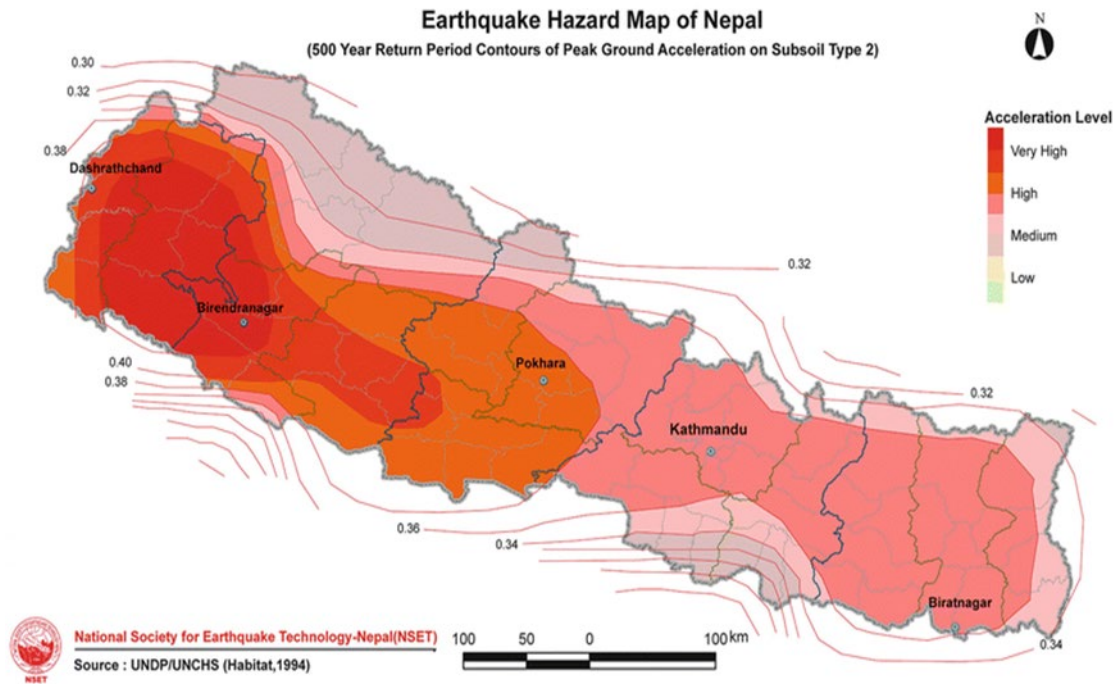 Earthquake Hazard Map of Nepal
(500 Year Return Period Contours of Peak Ground Acceleration on Subsoil Type 2)
N
0.30
0.32
0.38
Acceleration Level
Very High
High
Medium
Low
Dashrathchand
0.32
Birendranagar
0.40
0.38
Pokhara
0.32
Kathmandu
0.36
0.34
Biratnagar
0.34
National Society for Earthquake Technology-Nepal(NSET)
Source : UNDP/UNCHS (Habitat,1994)
NSET
100 50 0 100 km